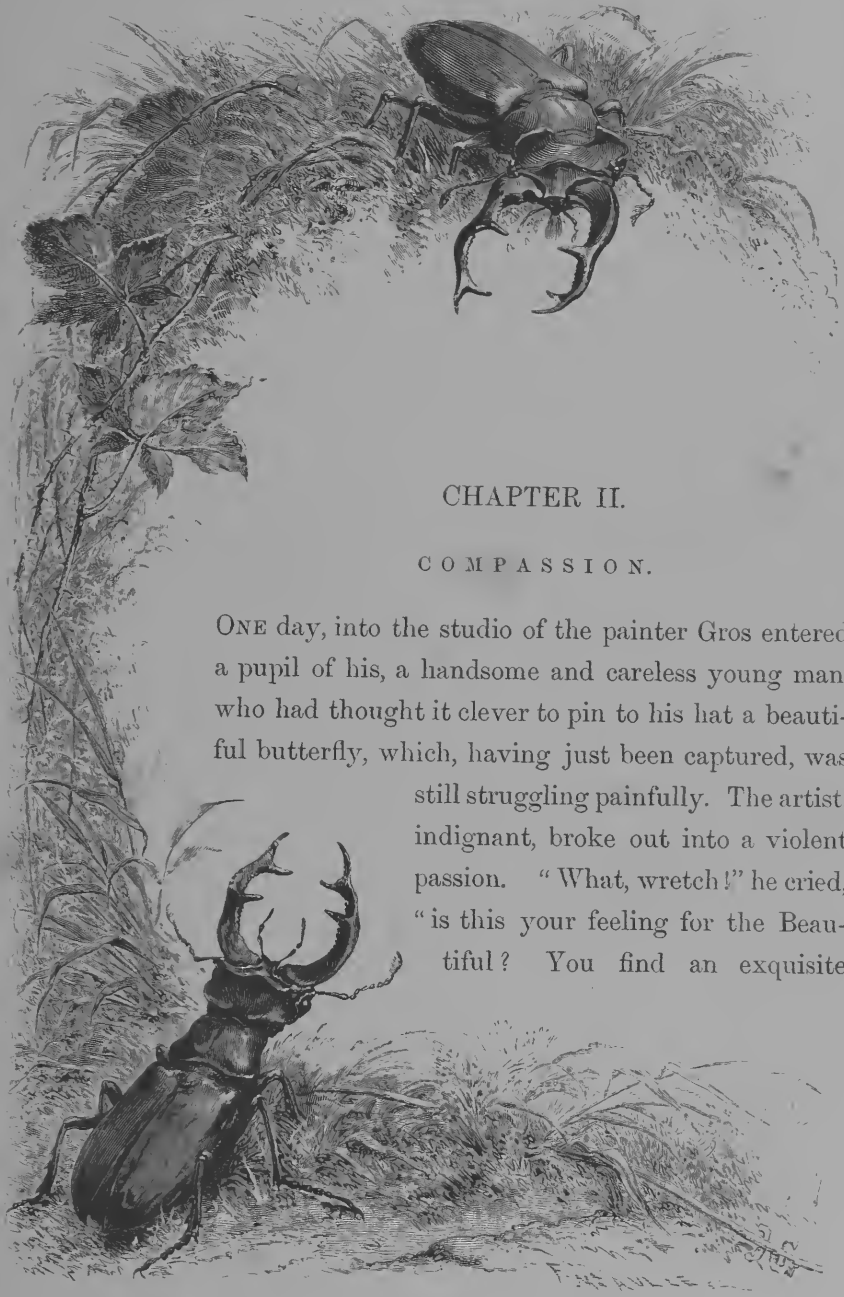 CHAPTER II.
COMPASSION.
ONE day, into the studio of the painter Gros entered
a pupil of his, a handsome and careless young man
who had thought it clever to pin to his hat a beauti-
ful butterfly, which, having just been captured, was
still struggling painfully. The artist
indignant, broke out into a violent
passion. “ What, wretch !” he cried,
“ is this your feeling for the Beau-
tiful ? You find an exquisite